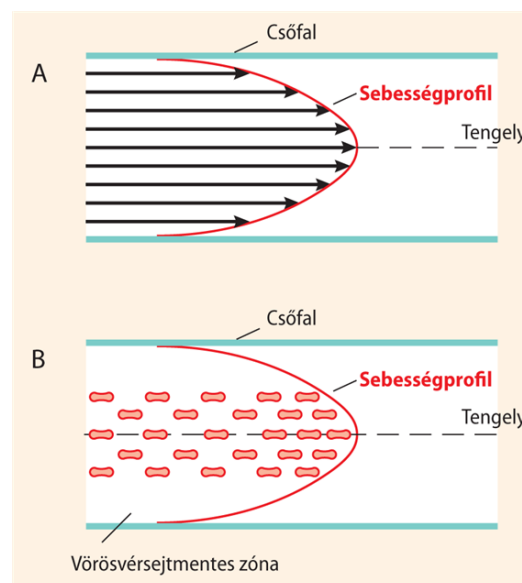 Csőfal
A
Sebességprofil
Tengely
Csőfal
B
Sebességprofil
Tengely
Vörösvérsejtmentes zóna